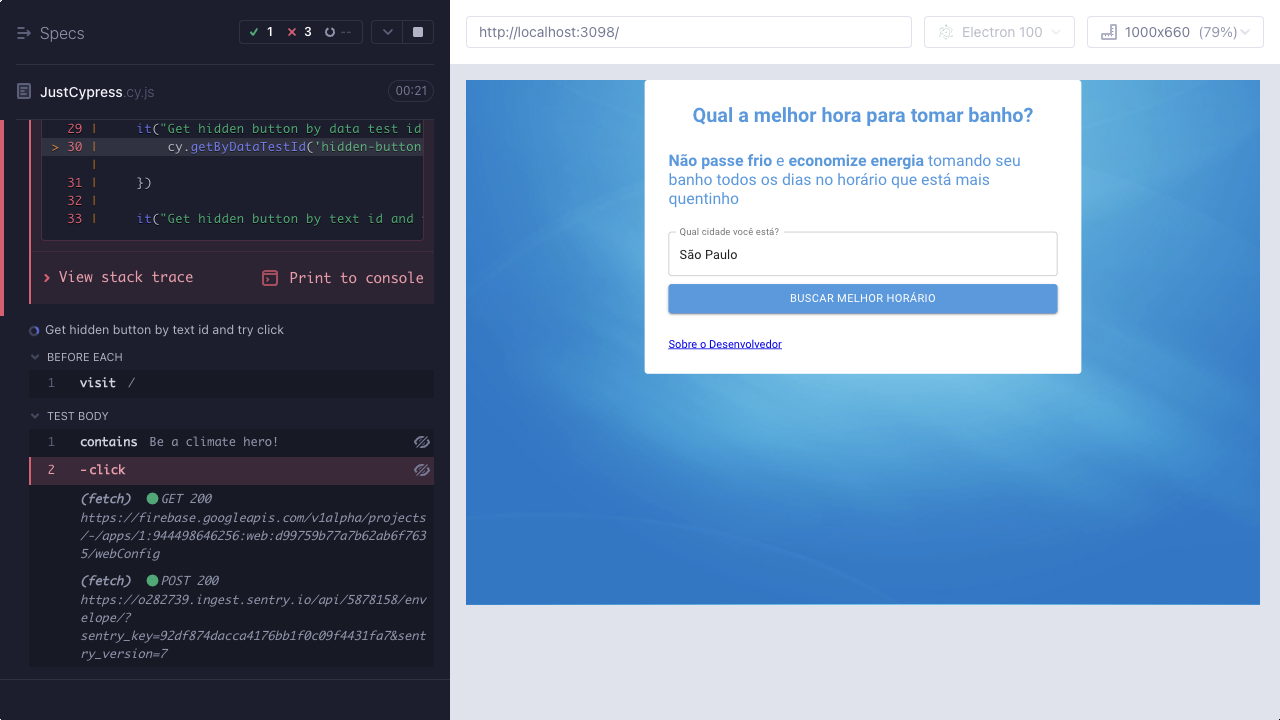 Specs
1
3
--
JustCypress.cy.js
00:21
29 | it("Get hidden button by data test id
> 30 | cy.getByDataTestId('hidden-button
|
31 | })
32 |
33 | it("Get hidden button by text id and
View stack trace
Print to console
Get hidden button by text id and try click
BEFORE EACH
1 visit /
TEST BODY
1 contains Be a climate hero!
2 -click
(fetch) GET 200
https://firebase.googleapis.com/v1alpha/projects
/-/apps/1:944498646256:web:d99759b77a7b62ab6f763
5/webConfig
(fetch) POST 200
https://o282739.ingest.sentry.io/api/5878158/env
elope/?
sentry_key=92df874dacca4176bb1f0c09f4431fa7&sent
ry_version=7
http://localhost:3098/
Electron 100
1000x660 (79%)
Qual a melhor hora para tomar banho?
Não passe frio e economize energia tomando seu
banho todos os dias no horário que está mais
quentinho
Qual cidade você está?
São Paulo
BUSCAR MELHOR HORÁRIO
Sobre o Desenvolvedor